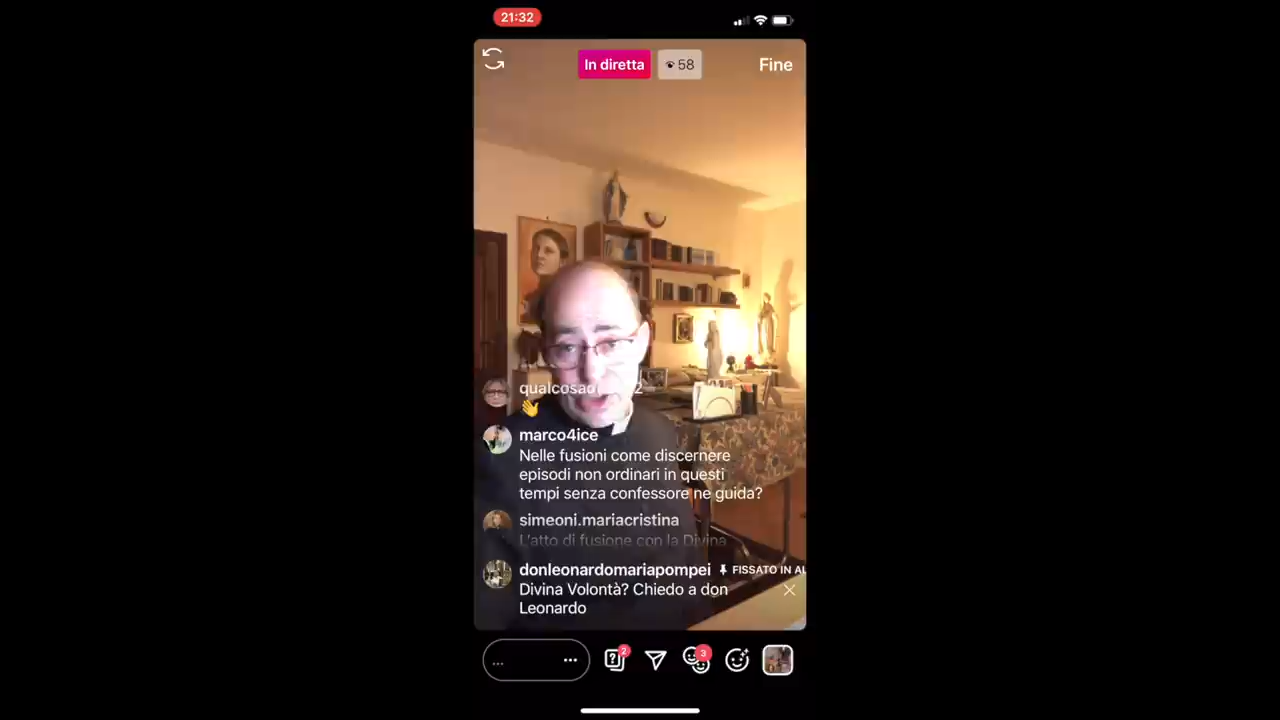 21:32
In diretta
58
Fine
marco4ice
Nelle fusioni come discernere
episodi non ordinari in questi
tempi senza confessore ne guida?
simeoni.mariacristina
L'atto di fusione con la Divina
donleonardomariapompei FISSATO IN AL
Divina Volontà? Chiedo a don
Leonardo
...
2
3